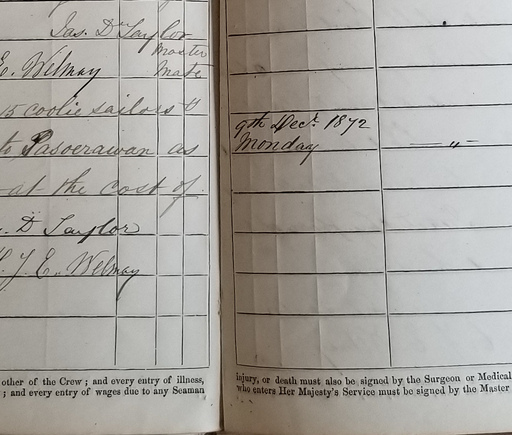 Jas. D Taylor
Master
E. Welmay Mate
15 coolie sailors to
to Pasoerawan as
at the cost of
D Taylor
J. E. Welmay
other of the Crew ; and every entry of illness,
; and every entry of wages due to any Seaman
9th Decr. 1872
Monday — „ —
injury, or death must also be signed by the Surgeon or Medical
who enters Her Majesty's Service must be signed by the Master